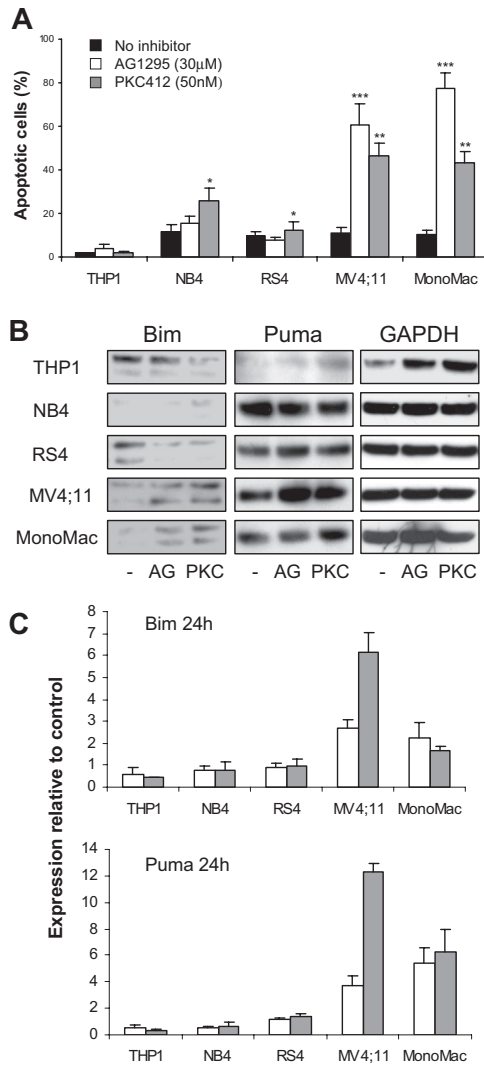 A
100
80
60
40
20
0
Apoptotic cells (%)
No inhibitor
AG1295 (30µM)
PKC412 (50nM)
* * *** ** *** **
THP1 NB4 RS4 MV4;11 MonoMac
B
Bim Puma GAPDH
THP1
NB4
RS4
MV4;11
MonoMac
- AG PKC - AG PKC - AG PKC
C
Expression relative to control
Bim 24h
8
7
6
5
4
3
2
1
0
THP1 NB4 RS4 MV4;11 MonoMac
Puma 24h
14
12
10
8
6
4
2
0
THP1 NB4 RS4 MV4;11 MonoMac